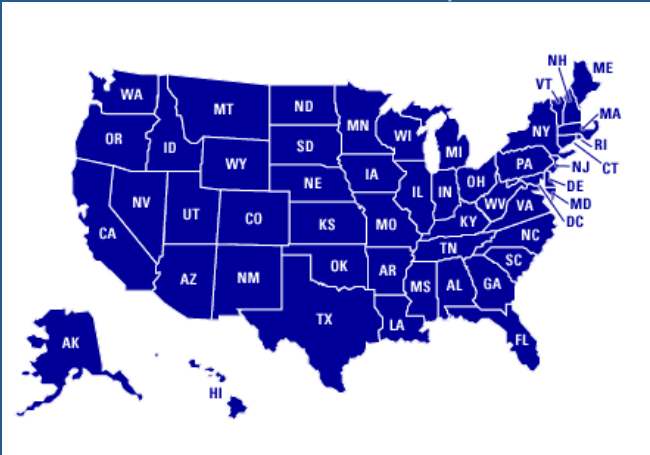 NH
ME
VT
WA
MT
ND
MN
MA
OR
ID
SD
WI
NY
RI
MI
WY
PA
CT
NJ
IA
NE
OH
DE
IL
IN
NV
UT
WV
VA
MD
CO
DC
KS
MO
KY
CA
NC
TN
SC
OK
AR
AZ
NM
MS
AL
GA
TX
LA
FL
AK
HI